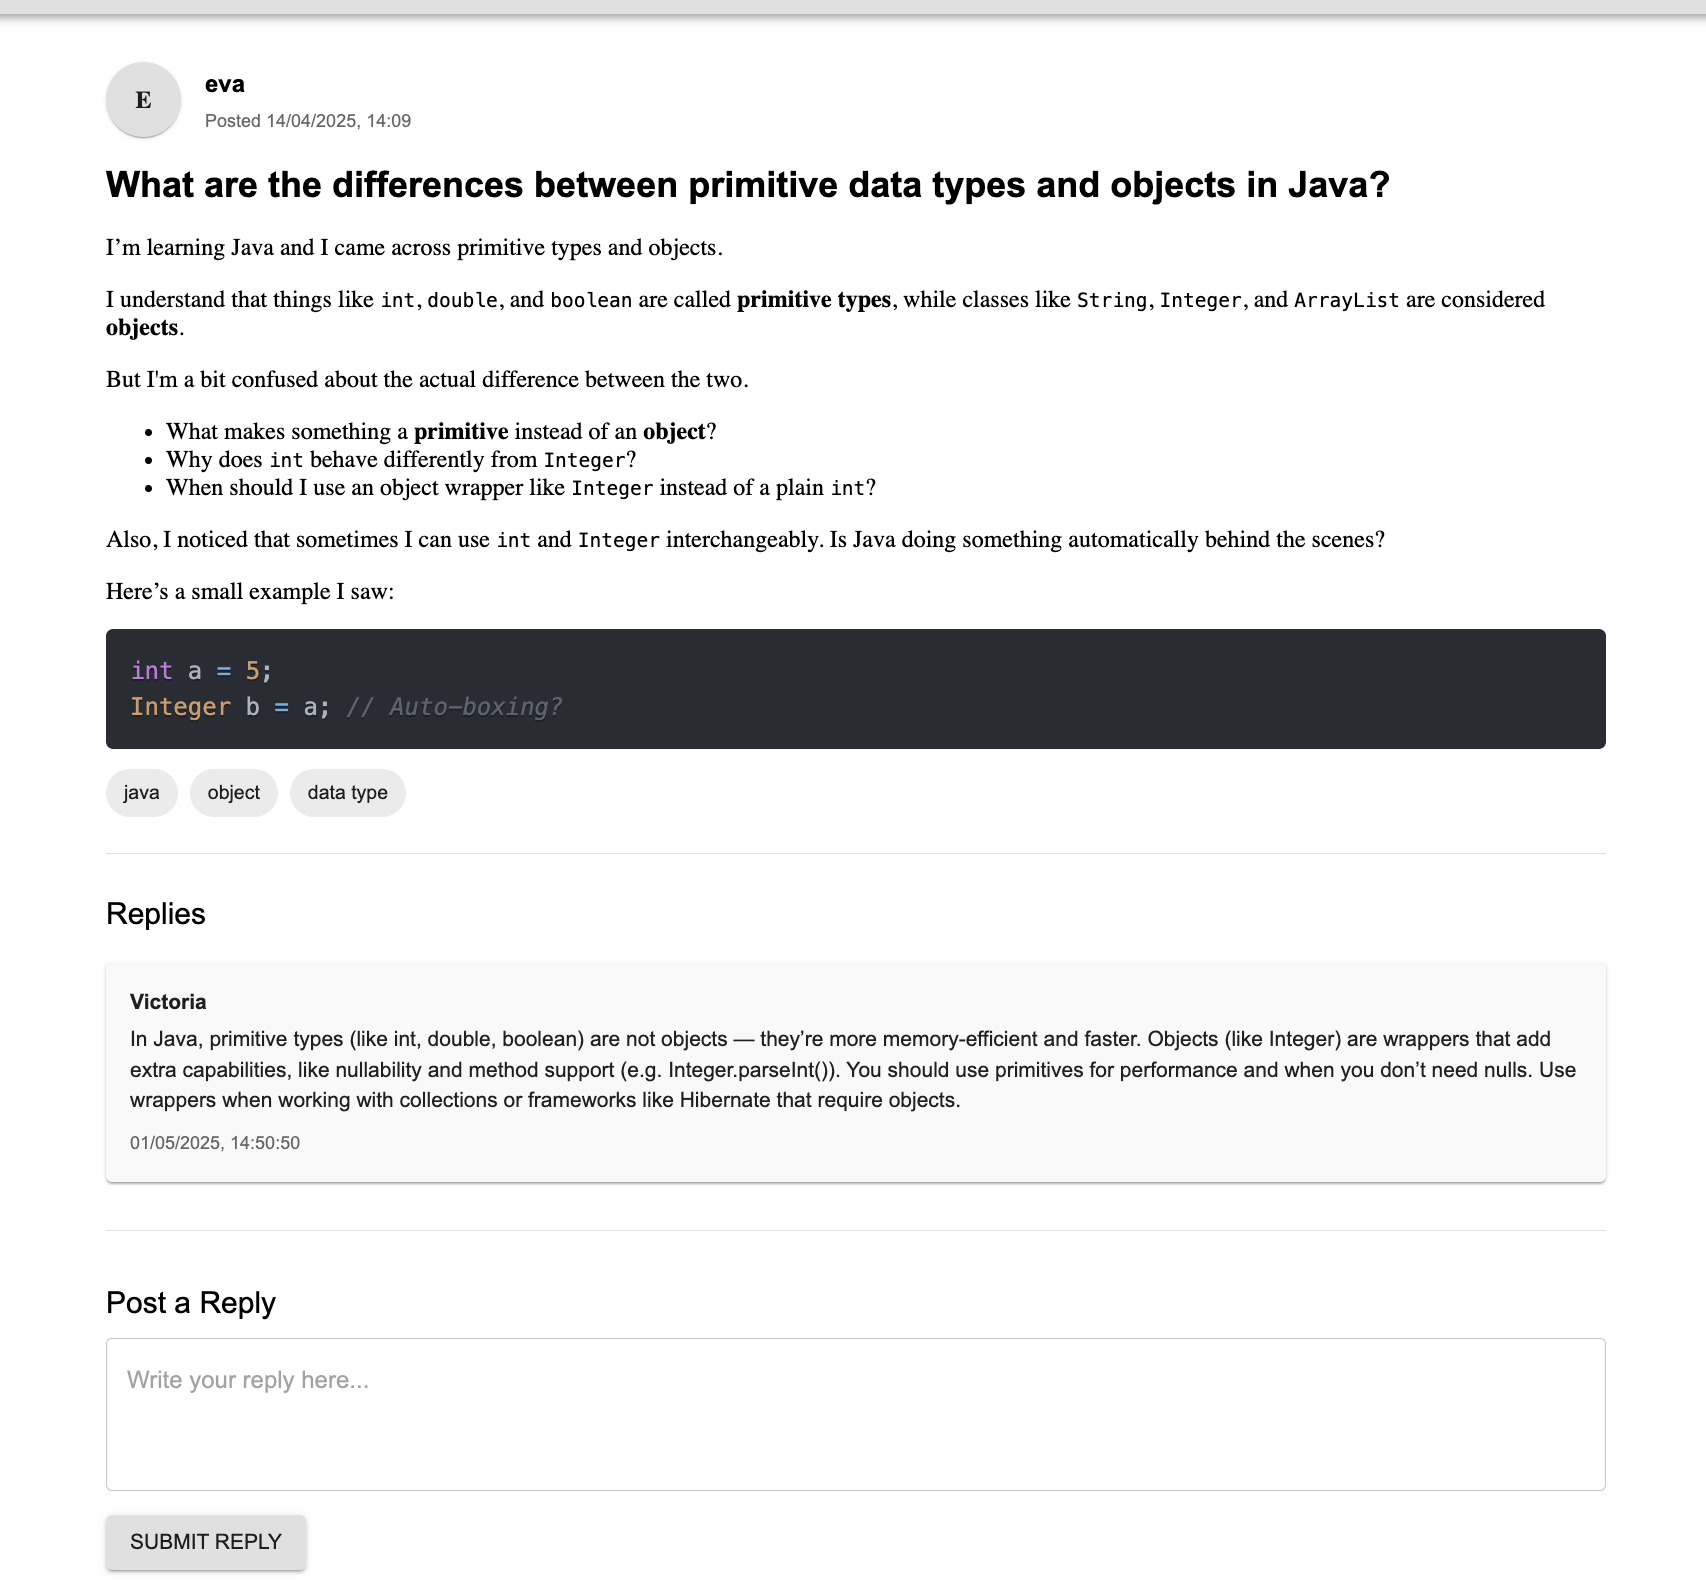 E
eva
Posted 14/04/2025, 14:09
What are the differences between primitive data types and objects in Java?
I’m learning Java and I came across primitive types and objects.
I understand that things like int, double, and boolean are called primitive types, while classes like String, Integer, and ArrayList are considered
objects.
But I'm a bit confused about the actual difference between the two.
• What makes something a primitive instead of an object?
• Why does int behave differently from Integer?
• When should I use an object wrapper like Integer instead of a plain int?
Also, I noticed that sometimes I can use int and Integer interchangeably. Is Java doing something automatically behind the scenes?
Here’s a small example I saw:
int a = 5;
Integer b = a; // Auto-boxing?
java object data type
Replies
Victoria
In Java, primitive types (like int, double, boolean) are not objects — they’re more memory-efficient and faster. Objects (like Integer) are wrappers that add
extra capabilities, like nullability and method support (e.g. Integer.parseInt()). You should use primitives for performance and when you don’t need nulls. Use
wrappers when working with collections or frameworks like Hibernate that require objects.
01/05/2025, 14:50:50
Post a Reply
Write your reply here...
SUBMIT REPLY